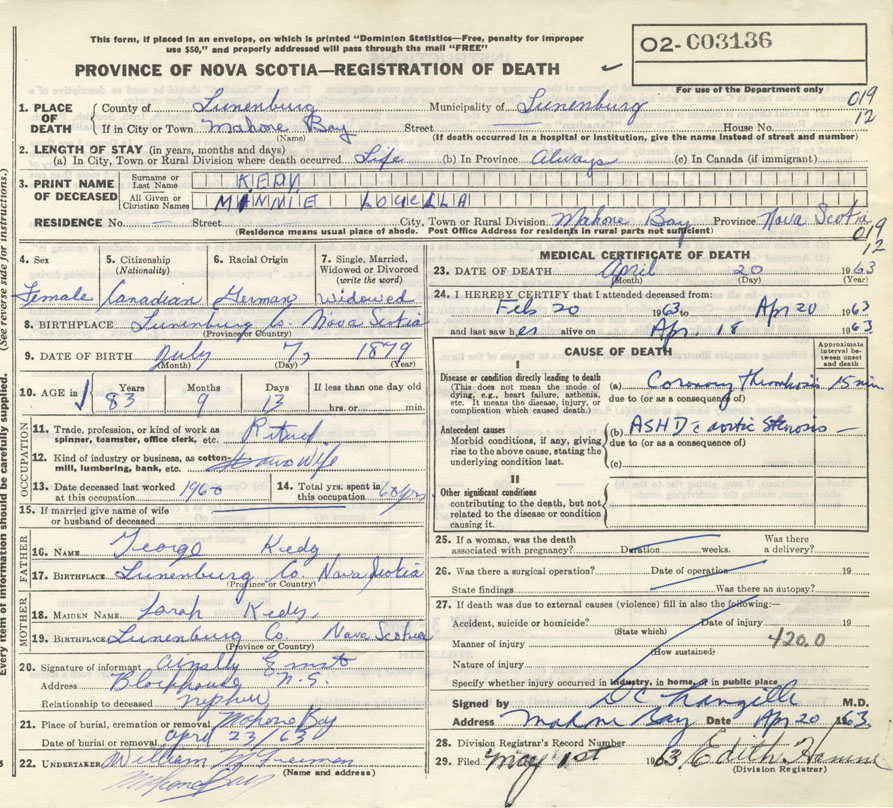 This form, if placed in an envelope, on which is printed "Dominion Statistics—Free, penalty for improper
use $50," and properly addressed will pass through the mail "FREE"
02-003136
PROVINCE OF NOVA SCOTIA—REGISTRATION OF DEATH
For use of the Department only
019
12
1. PLACE OF DEATH
County of Lunenburg Municipality of Lunenburg
If in City or Town Mahone Bay Street House No.
(Name) (If death occurred in a hospital or institution, give the name instead of street and number)
2. LENGTH OF STAY (in years, months and days)
(a) In City, Town or Rural Division where death occurred Life (b) In Province Always (c) In Canada (if immigrant)
3. PRINT NAME OF DECEASED
Surname or Last Name KEDY
All Given or Christian Names MINNIE LOUELLA
RESIDENCE No. Street City, Town or Rural Division Mahone Bay Province Nova Scotia
(Residence means usual place of abode. Post Office Address for residents in rural parts not sufficient)
019
12
4. Sex 5. Citizenship (Nationality) 6. Racial Origin 7. Single, Married, Widowed or Divorced (write the word)
Female Canadian German Widowed
8. BIRTHPLACE Lunenburg Co. Nova Scotia
(Province or Country)
9. DATE OF BIRTH July 7, 1879
(Month) (Day) (Year)
10. AGE in Years Months Days If less than one day old
83 9 13 hrs. or min.
OCCUPATION
11. Trade, profession, or kind of work as spinner, teamster, office clerk, etc. Retired
12. Kind of industry or business, as cotton-mill, lumbering, bank, etc. Housewife
13. Date deceased last worked at this occupation 1960
14. Total yrs. spent in this occupation 60 yrs
15. If married give name of wife or husband of deceased
FATHER
16. NAME George Kedy
17. BIRTHPLACE Lunenburg Co. Nova Scotia
(Province or Country)
MOTHER
18. MAIDEN NAME Sarah Kedy
19. BIRTHPLACE Lunenburg Co. Nova Scotia
(Province or Country)
20. Signature of informant Ainsly Ernst
Address Blockhouse N.S.
Relationship to deceased nephew
21. Place of burial, cremation or removal Mahone Bay
Date of burial or removal April 23/63
22. UNDERTAKER William Freeman
(Name and address)
Mahone Bay
MEDICAL CERTIFICATE OF DEATH
23. DATE OF DEATH April 20 1963
(Month) (Day) (Year)
24. I HEREBY CERTIFY that I attended deceased from:
Feb 20 1963 to Apr 20 1963
and last saw her alive on Apr. 18 1963
CAUSE OF DEATH
Approximate interval between onset and death
I
Disease or condition directly leading to death
(This does not mean the mode of dying, e.g., heart failure, asthenia, etc. It means the disease, injury, or complication which caused death.)
(a) Coronary Thrombosis 15 min
due to (or as a consequence of)
Antecedent causes
Morbid conditions, if any, giving rise to the above cause, stating the underlying condition last.
(b) ASHD c aortic stenosis —
due to (or as a consequence of)
(c)
II
Other significant conditions
contributing to the death, but not related to the disease or condition causing it.
25. If a woman, was the death associated with pregnancy? Duration weeks. Was there a delivery?
26. Was there a surgical operation? Date of operation 19
State findings Was there an autopsy?
27. If death was due to external causes (violence) fill in also the following:—
Accident, suicide or homicide? Date of injury 19
(State which)
Manner of injury 420.0
(How sustained)
Nature of injury
Specify whether injury occurred in industry, in home, or in public place
Signed by M.D.
Address Mahone Bay Date Apr 20 1963.
28. Division Registrar's Record Number
29. Filed May 1st 1963 Edith
(Division Registrar)
Every item of information should be carefully supplied. (See reverse side for instructions.)